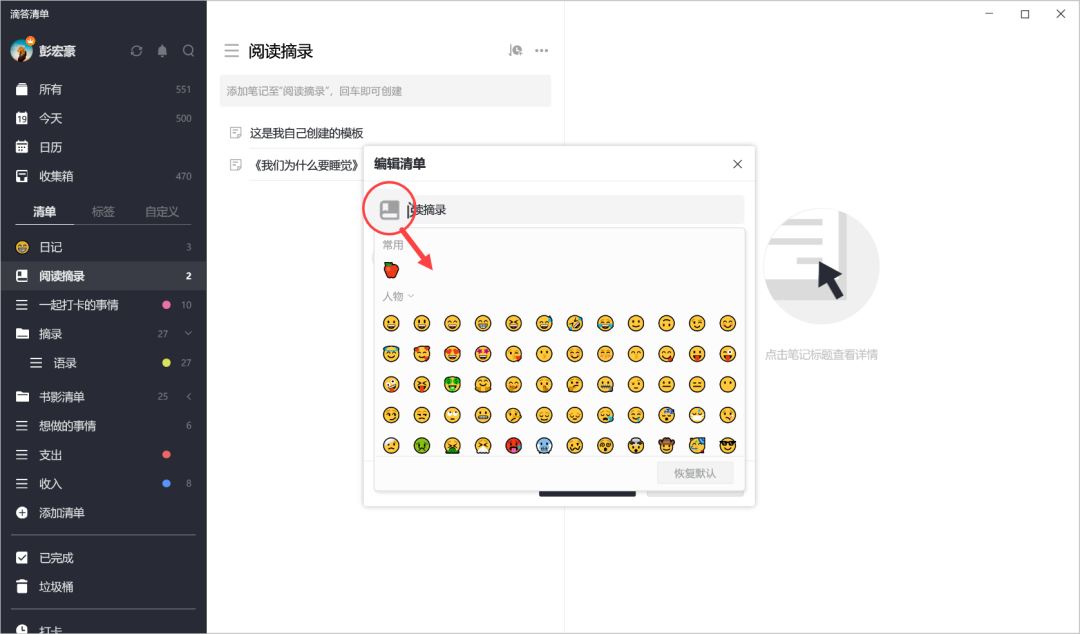 滴答清单
彭宏豪
所有 551
19 今天 500
日历
收集箱 470
清单 标签 自定义
日记 3
阅读摘录 2
一起打卡的事情 10
摘录 27
语录 27
书影清单 25
想做的事情 6
支出
收入 8
添加清单
已完成
垃圾桶
打卡
阅读摘录
添加笔记至"阅读摘录"，回车即可创建
这是我自己创建的模板
《我们为什么要睡觉》
编辑清单
阅读摘录
常用
人物
恢复默认
点击笔记标题查看详情